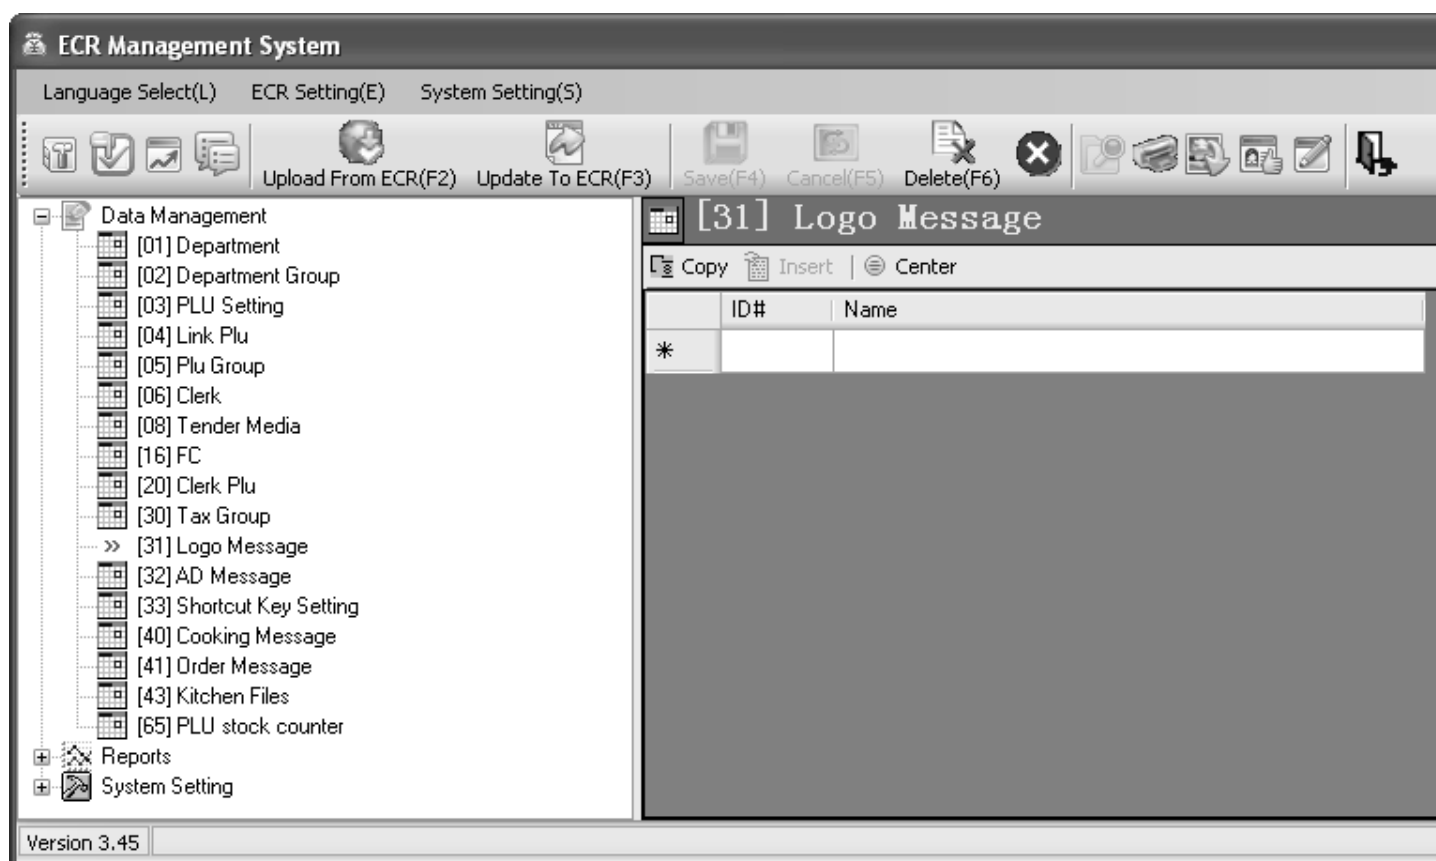 ECR Management System
Language Select(L) ECR Setting(E) System Setting(S)
Upload From ECR(F2) Update To ECR(F3) Save(F4) Cancel(F5) Delete(F6)
Data Management
[01] Department
[02] Department Group
[03] PLU Setting
[04] Link Plu
[05] Plu Group
[06] Clerk
[08] Tender Media
[16] FC
[20] Clerk Plu
[30] Tax Group
[31] Logo Message
[32] AD Message
[33] Shortcut Key Setting
[40] Cooking Message
[41] Order Message
[43] Kitchen Files
[65] PLU stock counter
Reports
System Setting
[31] Logo Message
Copy Insert Center
ID# Name
Version 3.45